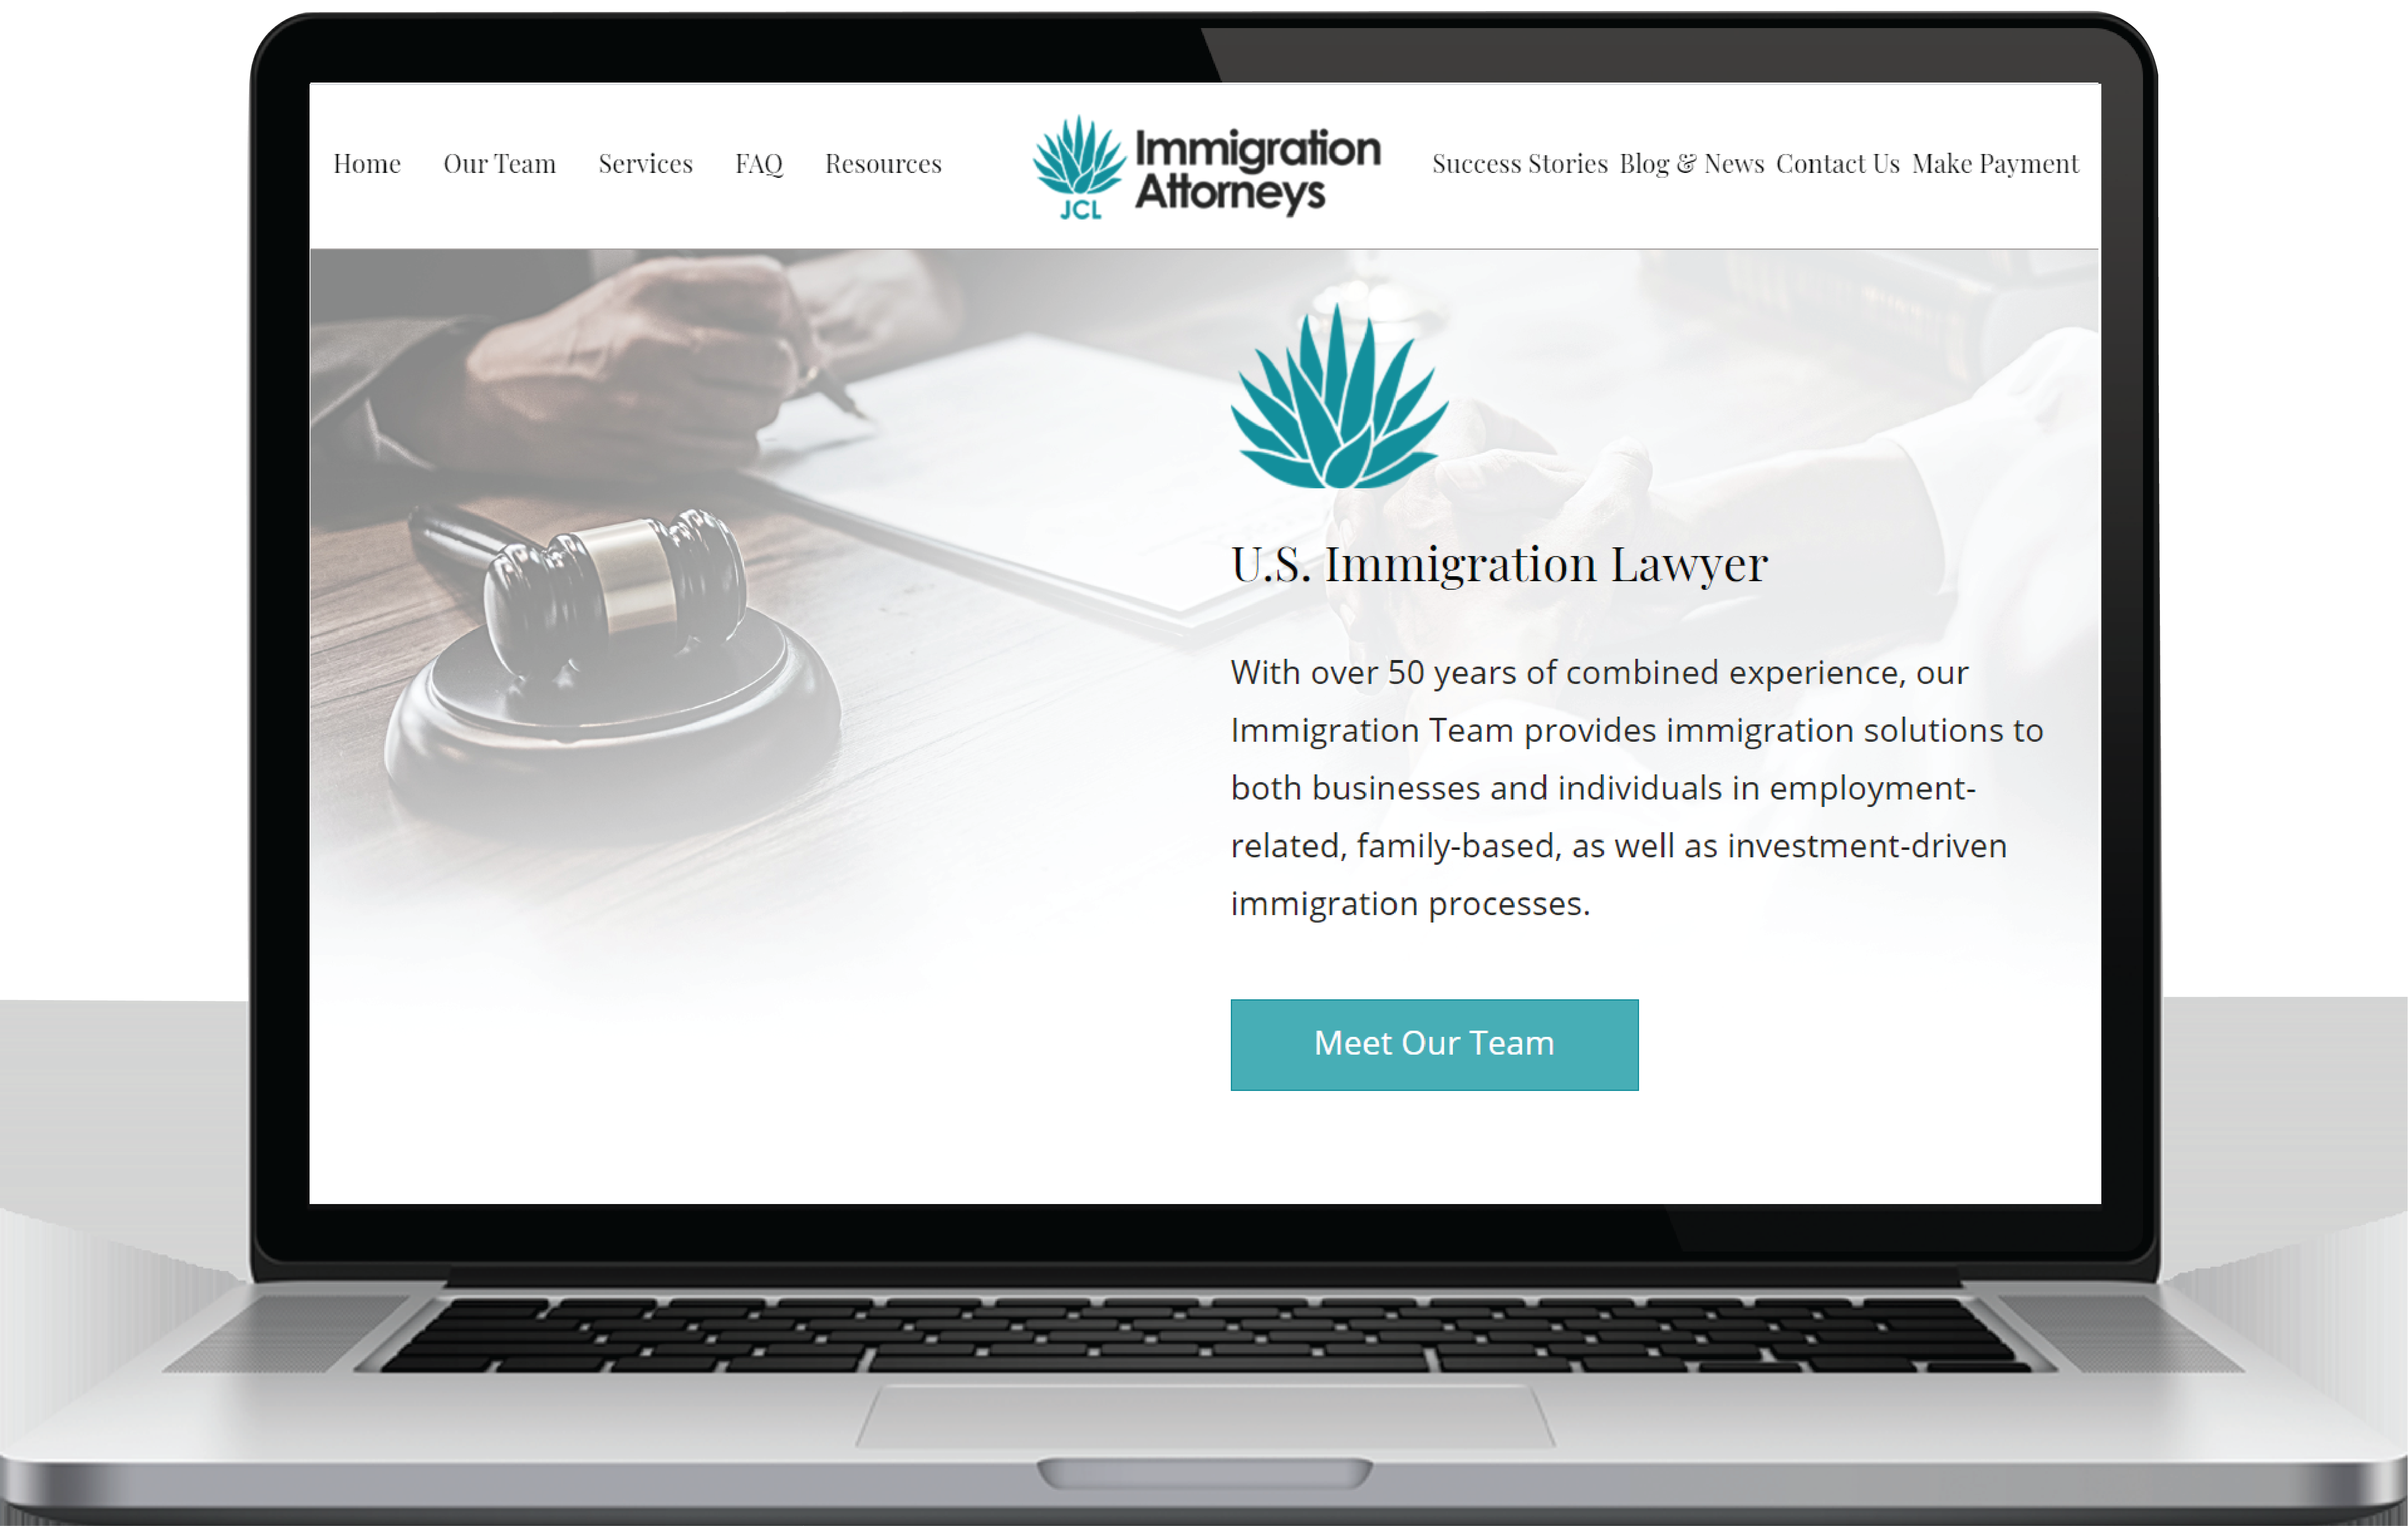 Home Our Team Services FAQ Resources
Immigration
Attorneys
JCL
Success Stories Blog & News Contact Us Make Payment
U.S. Immigration Lawyer
With over 50 years of combined experience, our
Immigration Team provides immigration solutions to
both businesses and individuals in employment-
related, family-based, as well as investment-driven
immigration processes.
Meet Our Team